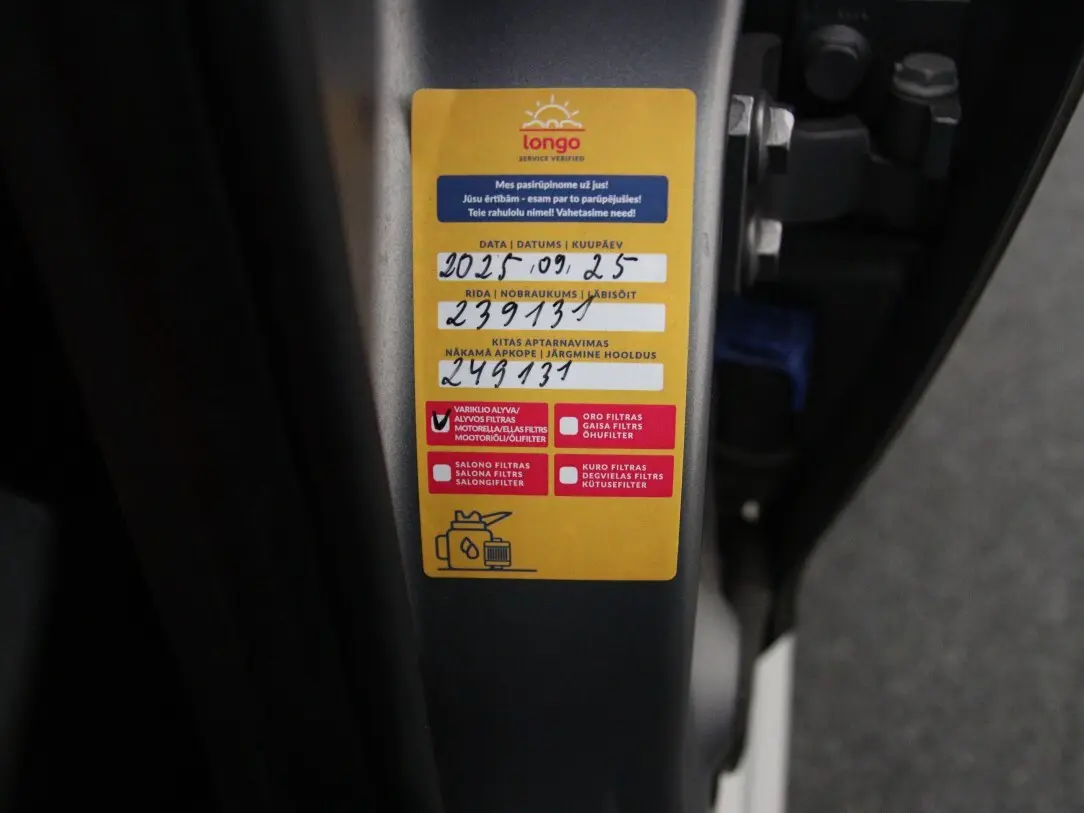 longo
SERVICE VERIFIED
Mes pasirūpinome už jus!
Jūsu ērtībām - esam par to parūpējušies!
Teie rahulolu nimel! Vahetasime need!
DATA | DATUMS | KUUPÄEV
2025.09.25
RIDA | NOBRAUKUMS | LÄBISÕIT
239131
KITAS APTARNAVIMAS
NĀKAMĀ APKOPE | JÄRGMINE HOOLDUS
249131
VARIKLIO ALYVA/
ALYVOS FILTRAS
MOTOREĻĻA/EĻĻAS FILTRS
MOOTORIÕLI/ÕLIFILTER
ORO FILTRAS
GAISA FILTRS
ÕHUFILTER
SALONO FILTRAS
SALONA FILTRS
SALONGIFILTER
KURO FILTRAS
DEGVIELAS FILTRS
KÜTUSEFILTER